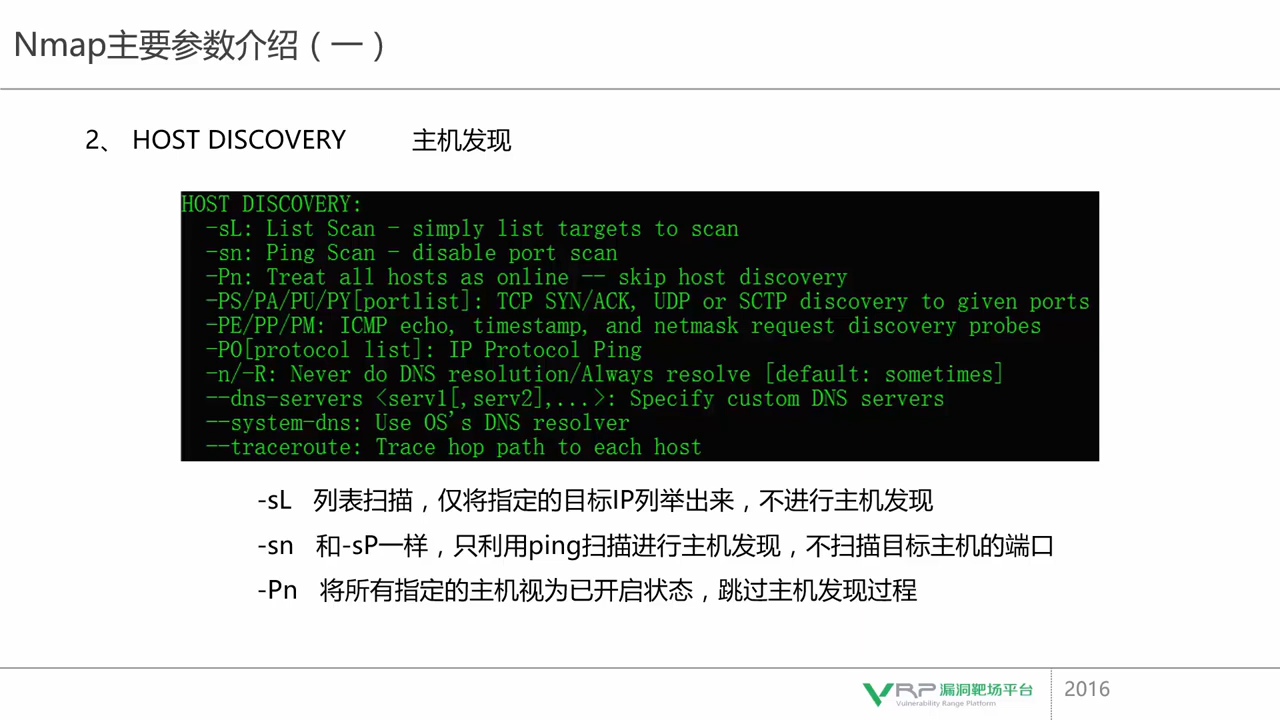 Nmap主要参数介绍（一）
2、 HOST DISCOVERY 主机发现
HOST DISCOVERY:
-sL: List Scan - simply list targets to scan
-sn: Ping Scan - disable port scan
-Pn: Treat all hosts as online -- skip host discovery
-PS/PA/PU/PY[portlist]: TCP SYN/ACK, UDP or SCTP discovery to given ports
-PE/PP/PM: ICMP echo, timestamp, and netmask request discovery probes
-PO[protocol list]: IP Protocol Ping
-n/-R: Never do DNS resolution/Always resolve [default: sometimes]
--dns-servers <serv1[,serv2],...>: Specify custom DNS servers
--system-dns: Use OS's DNS resolver
--traceroute: Trace hop path to each host
-sL 列表扫描，仅将指定的目标IP列举出来，不进行主机发现
-sn 和-sP一样，只利用ping扫描进行主机发现，不扫描目标主机的端口
-Pn 将所有指定的主机视为已开启状态，跳过主机发现过程
VRP 漏洞靶场平台
Vulnerability Range Platform
2016